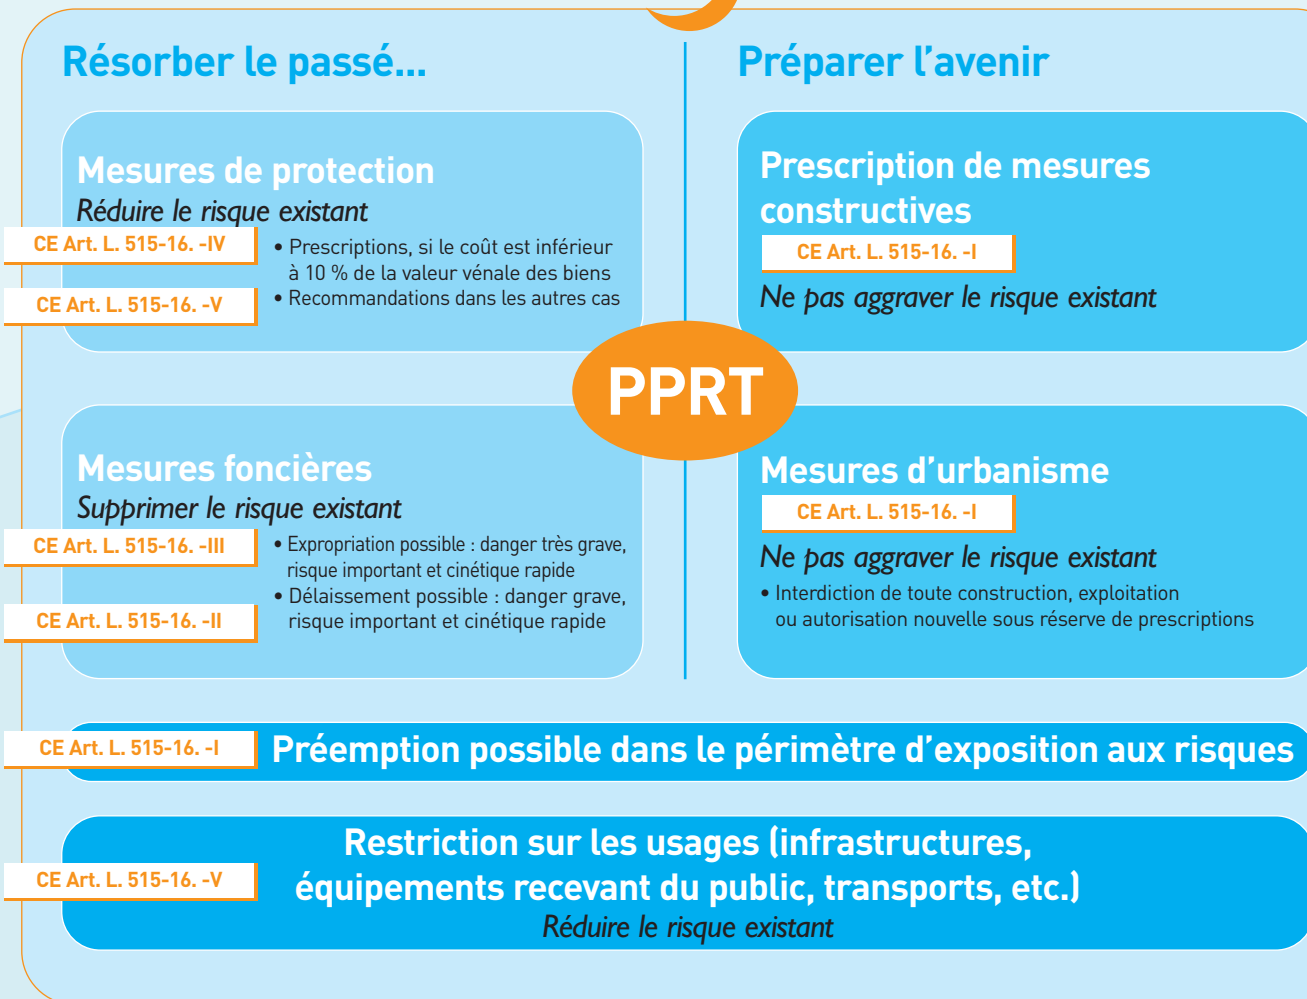 Résorber le passé...
Mesures de protection
Réduire le risque existant
CE Art. L. 515-16. -IV
CE Art. L. 515-16. -V
• Prescriptions, si le coût est inférieur
à 10 % de la valeur vénale des biens
• Recommandations dans les autres cas
Mesures foncières
Supprimer le risque existant
CE Art. L. 515-16. -III
CE Art. L. 515-16. -II
• Expropriation possible : danger très grave,
risque important et cinétique rapide
• Délaissement possible : danger grave,
risque important et cinétique rapide
PPRT
Préparer l'avenir
Prescription de mesures
constructives
CE Art. L. 515-16. -I
Ne pas aggraver le risque existant
Mesures d'urbanisme
CE Art. L. 515-16. -I
Ne pas aggraver le risque existant
• Interdiction de toute construction, exploitation
ou autorisation nouvelle sous réserve de prescriptions
CE Art. L. 515-16. -I
Préemption possible dans le périmètre d'exposition aux risques
CE Art. L. 515-16. -V
Restriction sur les usages (infrastructures,
équipements recevant du public, transports, etc.)
Réduire le risque existant